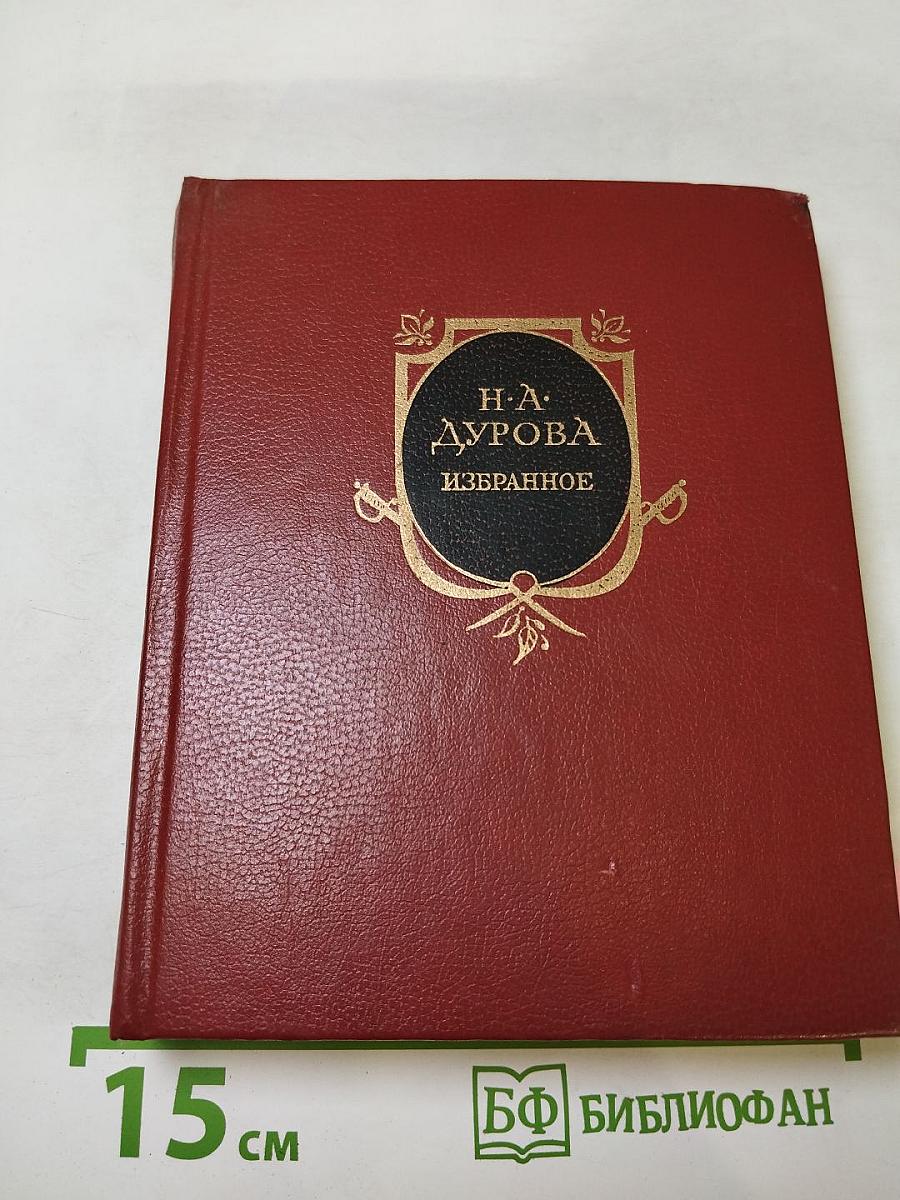 Н·А·
ДУРОВА
ИЗБРАННОЕ
15 см
БФ БИБЛИОФАН